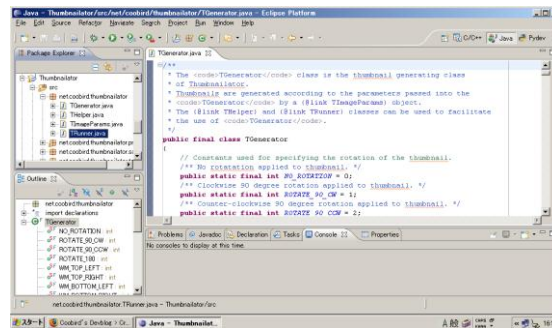 Java - Thumbnailator/src/net/coobird/thumbnailator/TGenerator.java - Eclipse Platform
File Edit Source Refactor Navigate Search Project Run Window Help
C/C++ Java Pydev
Package Explorer
Thumbnailator
src
net.coobird.thumbnailator
TGenerator.java
THelper.java
TImageParams.java
TRunner.java
Outline
net.coobird.thumbnailator
import declarations
TGenerator
NO_ROTATION : int
ROTATE_90_CW : int
ROTATE_90_CCW : int
ROTATE_180 : int
WM_TOP_LEFT : int
WM_TOP_RIGHT : int
WM_BOTTOM_LEFT : int
TGenerator.java
/**
* The <code>TGenerator</code> class is the thumbnail generating class
* of Thumbnailator.
* Thumbnails are generated according to the parameters passed into the
* <code>TGenerator</code> by a {@link TImageParams} object.
* The {@link THelper} and {@link TRunner} classes can be used to facilitate
* the use of <code>TGenerator</code>.
*/
public final class TGenerator
{
// Constants used for specifying the rotation of the thumbnail.
/** No rotatation applied to thumbnail. */
public static final int NO_ROTATION = 0;
/** Clockwise 90 degree rotation applied to thumbnail. */
public static final int ROTATE_90_CW = 1;
/** Counter-clockwise 90 degree rotation applied to thumbnail. */
public static final int ROTATE_90_CCW = 2;
Problems Javadoc Declaration Tasks Console Properties
No consoles to display at this time.
net.coobird.thumbnailator.TRunner.java - Thumbnailator/src
スタート Coobird's Devblog Java - Thumbnailat...
A 般 CAPS